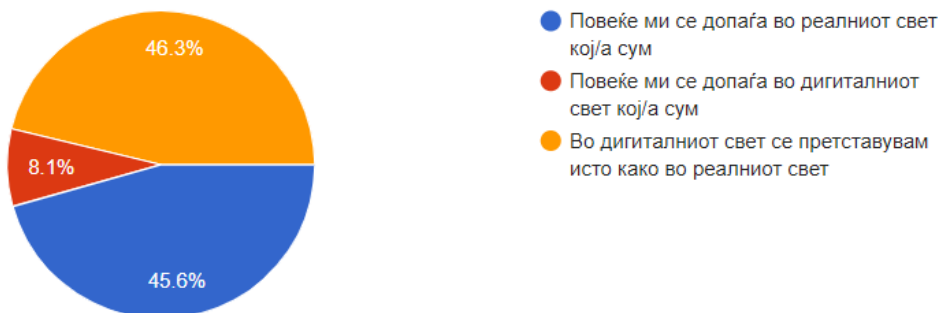 46.3%
8.1%
45.6%
Повеќе ми се допаѓа во реалниот свет
кој/а сум
Повеќе ми се допаѓа во дигиталниот
свет кој/а сум
Во дигиталниот свет се претставувам
исто како во реалниот свет